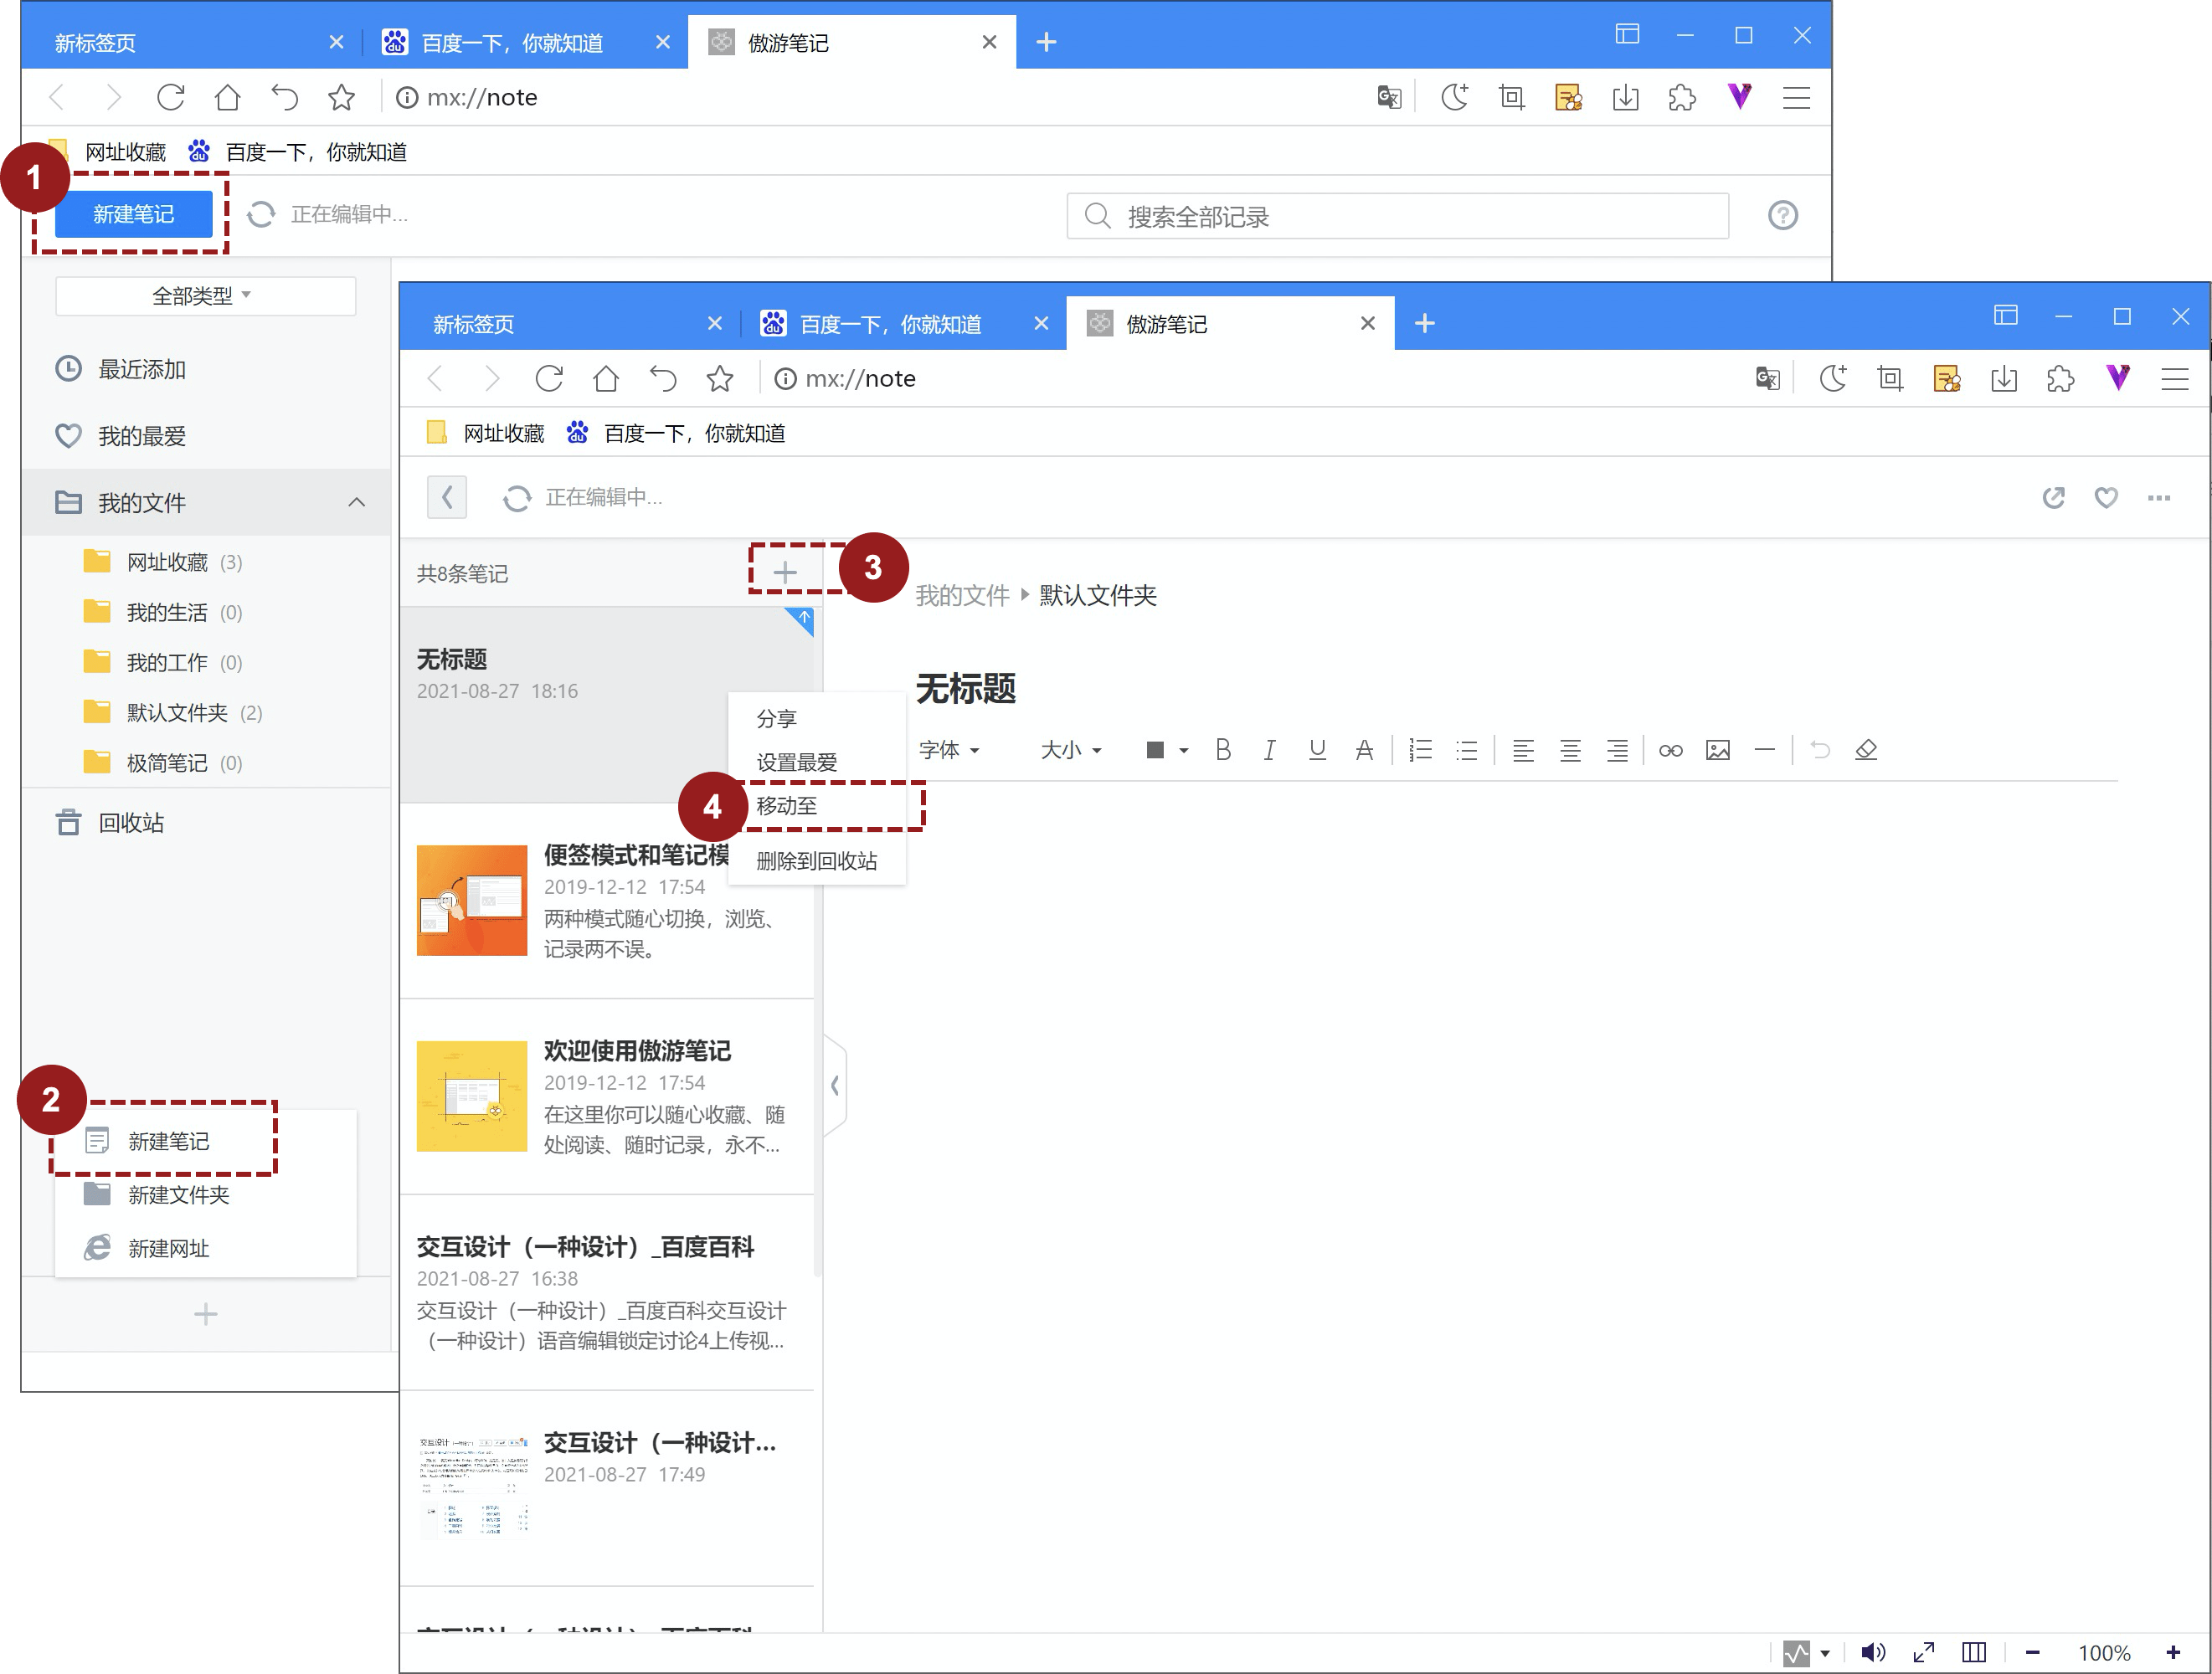 新标签页
百度一下，你就知道
傲游笔记
mx://note
网址收藏
百度一下，你就知道
1
新建笔记
正在编辑中...
搜索全部记录
全部类型
最近添加
我的最爱
我的文件
网址收藏 (3)
我的生活 (0)
我的工作 (0)
默认文件夹 (2)
极简笔记 (0)
回收站
2
新建笔记
新建文件夹
新建网址
新标签页
百度一下，你就知道
傲游笔记
mx://note
网址收藏
百度一下，你就知道
正在编辑中...
共8条笔记
3
无标题
2021-08-27 18:16
分享
设置最爱
4
移动至
删除到回收站
便签模式和笔记模
2019-12-12 17:54
两种模式随心切换，浏览、
记录两不误。
欢迎使用傲游笔记
2019-12-12 17:54
在这里你可以随心收藏、随
处阅读、随时记录，永不...
交互设计（一种设计）_百度百科
2021-08-27 16:38
交互设计（一种设计）_百度百科交互设计
（一种设计）语音编辑锁定讨论4上传视...
交互设计（一种设计...
2021-08-27 17:49
我的文件 默认文件夹
无标题
字体 大小 B I U A
100%